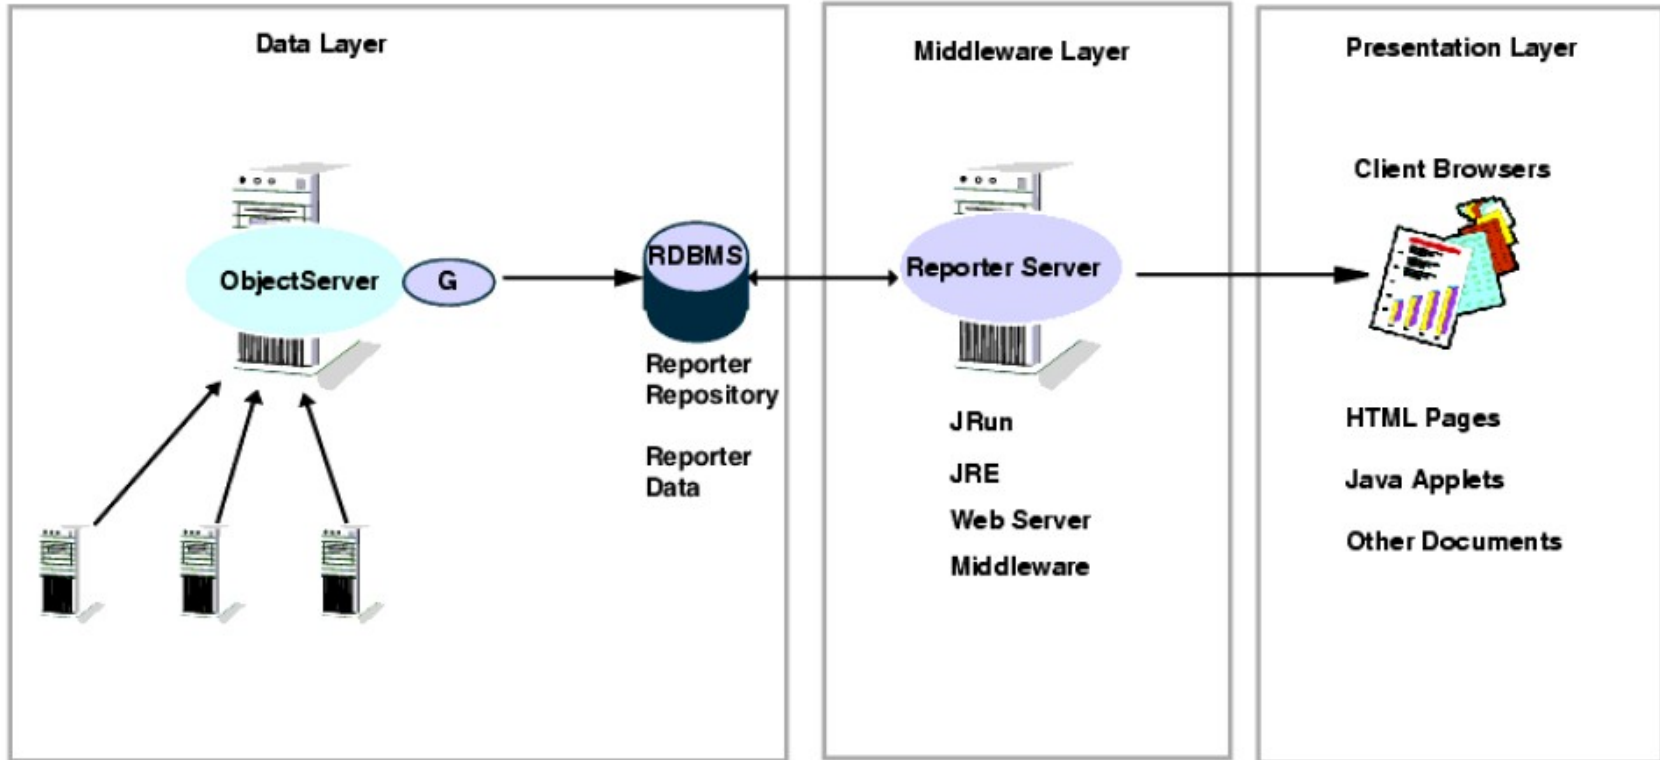 Data Layer
ObjectServer
G
RDBMS
Reporter
Repository
Reporter
Data
Middleware Layer
Reporter Server
JRun
JRE
Web Server
Middleware
Presentation Layer
Client Browsers
HTML Pages
Java Applets
Other Documents